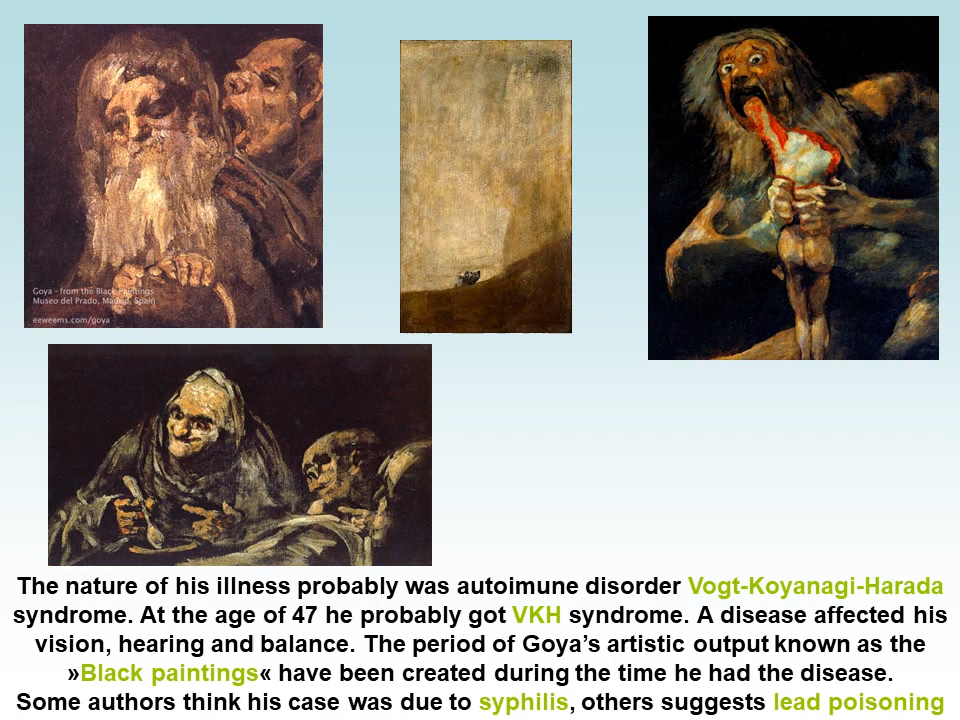 Goya - from the Black Paintings
Museo del Prado, Madrid, Spain
eeweems.com/goya
The nature of his illness probably was autoimune disorder Vogt-Koyanagi-Harada
syndrome. At the age of 47 he probably got VKH syndrome. A disease affected his
vision, hearing and balance. The period of Goya’s artistic output known as the
»Black paintings« have been created during the time he had the disease.
Some authors think his case was due to syphilis, others suggests lead poisoning